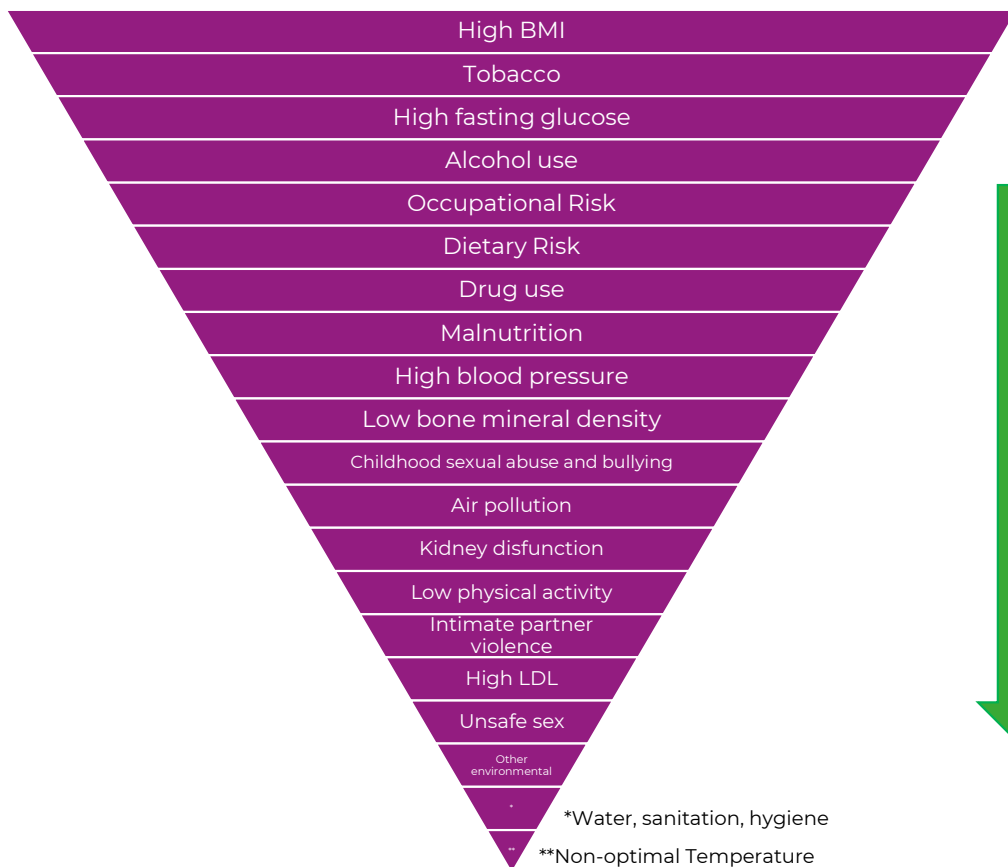 High BMI
Tobacco
High fasting glucose
Alcohol use
Occupational Risk
Dietary Risk
Drug use
Malnutrition
High blood pressure
Low bone mineral density
Childhood sexual abuse and bullying
Air pollution
Kidney disfunction
Low physical activity
Intimate partner
violence
High LDL
Unsafe sex
Other
environmental
*
*Water, sanitation, hygiene
**
**Non-optimal Temperature